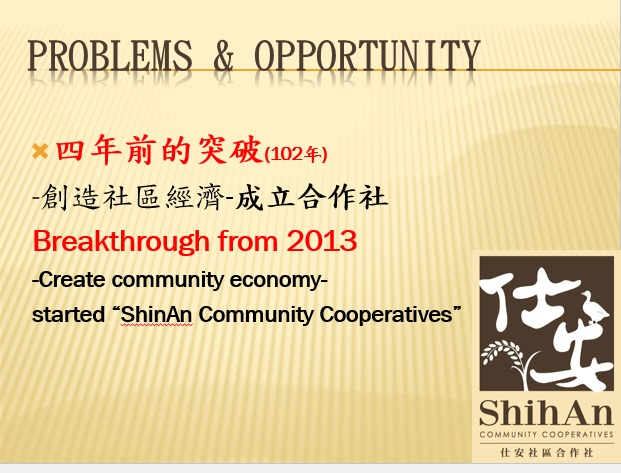 PROBLEMS & OPPORTUNITY
四年前的突破(102年)
-創造社區經濟-成立合作社
Breakthrough from 2013
-Create community economy-
started “ShinAn Community Cooperatives”
仕安
ShihAn
COMMUNITY COOPERATIVES
仕安社區合作社